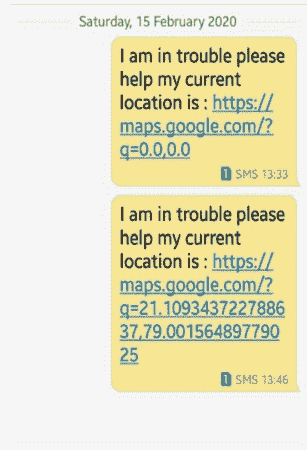 Saturday, 15 February 2020
I am in trouble please
help my current
location is : https://
maps.google.com/?
q=0.0,0.0
1 SMS 13:33
I am in trouble please
help my current
location is : https://
maps.google.com/?
q=21.1093437227886
37,79.001564897790
25
1 SMS 13:46